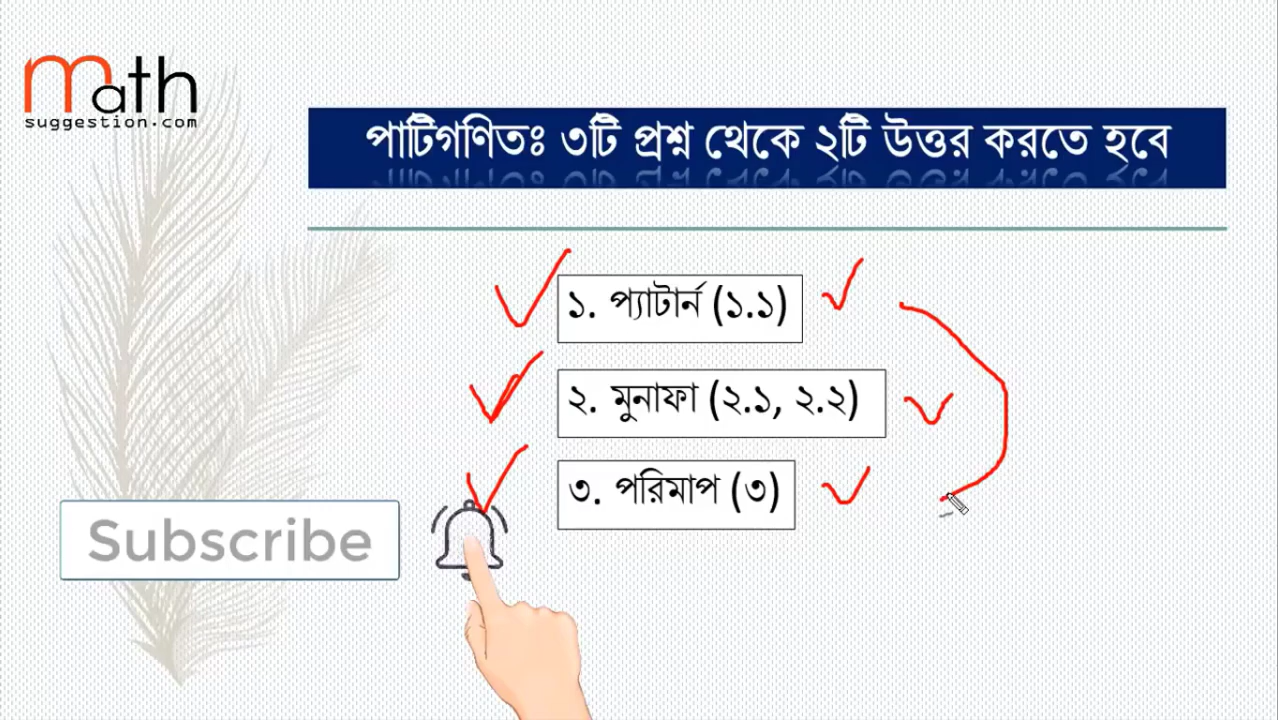 math
suggestion.com
পাটিগণিতঃ ৩টি প্রশ্ন থেকে ২টি উত্তর করতে হবে
১. প্যাটার্ন (১.১)
২. মুনাফা (২.১, ২.২)
৩. পরিমাপ (৩)
Subscribe